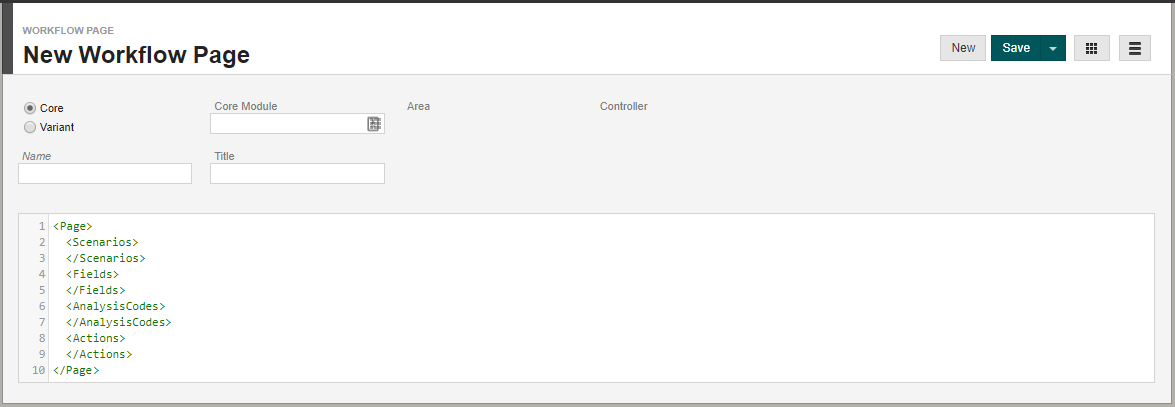 WORKFLOW PAGE
New Workflow Page
New Save
Core
Variant
Core Module Area Controller
Name Title
1 <Page>
2 <Scenarios>
3 </Scenarios>
4 <Fields>
5 </Fields>
6 <AnalysisCodes>
7 </AnalysisCodes>
8 <Actions>
9 </Actions>
10 </Page>